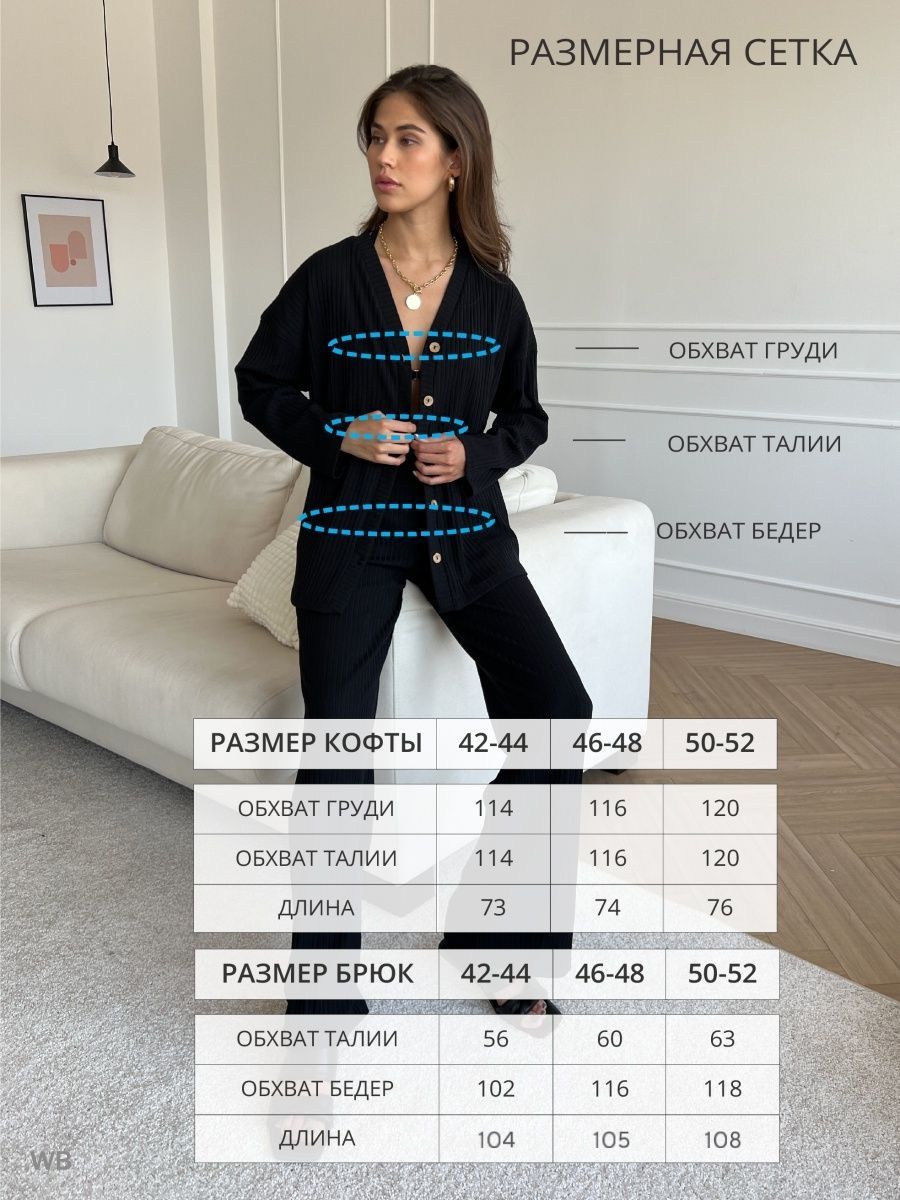 РАЗМЕРНАЯ СЕТКА
ОБХВАТ ГРУДИ
ОБХВАТ ТАЛИИ
ОБХВАТ БЕДЕР
РАЗМЕР КОФТЫ 42-44 46-48 50-52
ОБХВАТ ГРУДИ 114 116 120
ОБХВАТ ТАЛИИ 114 116 120
ДЛИНА 73 74 76
РАЗМЕР БРЮК 42-44 46-48 50-52
ОБХВАТ ТАЛИИ 56 60 63
ОБХВАТ БЕДЕР 102 116 118
ДЛИНА 104 105 108
WB